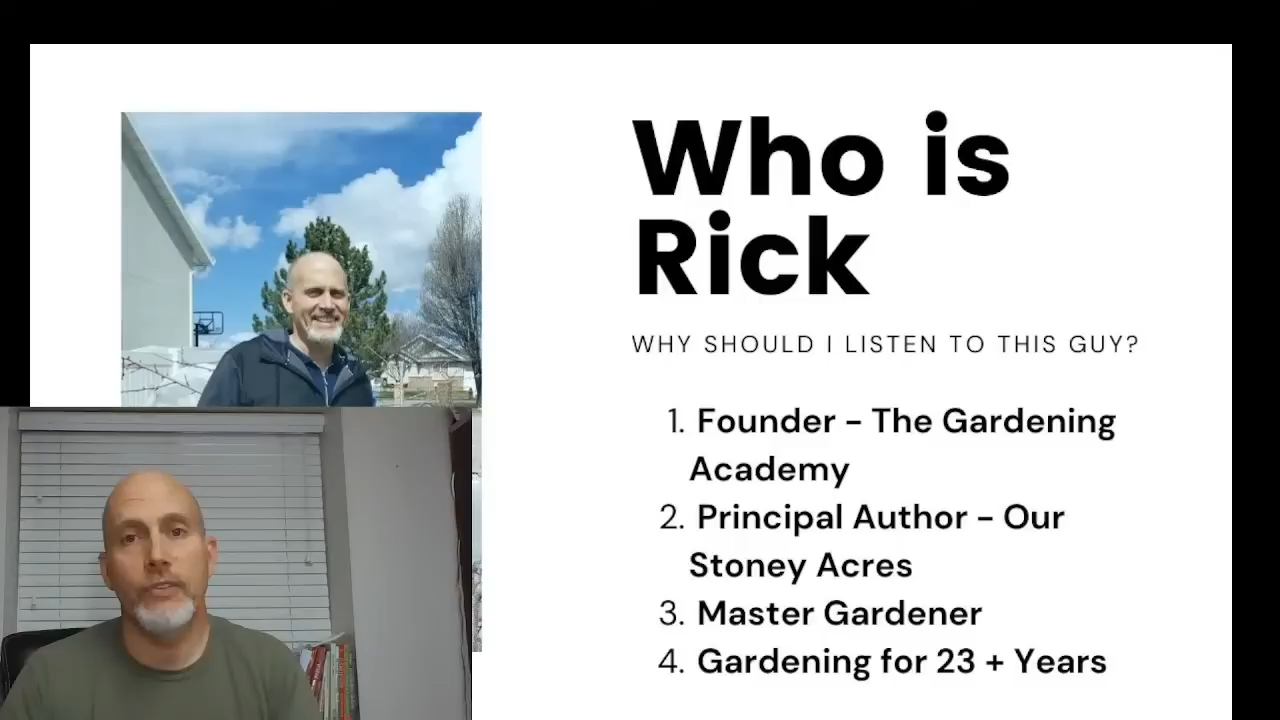 Who is
Rick
WHY SHOULD I LISTEN TO THIS GUY?
1. Founder - The Gardening
Academy
2. Principal Author - Our
Stoney Acres
3. Master Gardener
4. Gardening for 23 + Years